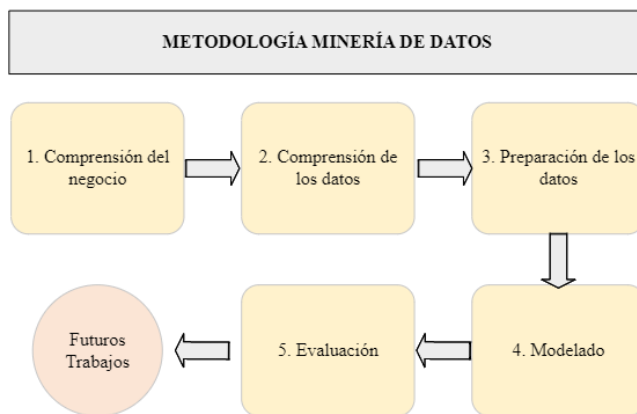 METODOLOGÍA MINERÍA DE DATOS
1. Comprensión del
negocio
2. Comprensión de
los datos
3. Preparación de los
datos
Futuros
Trabajos
5. Evaluación
4. Modelado